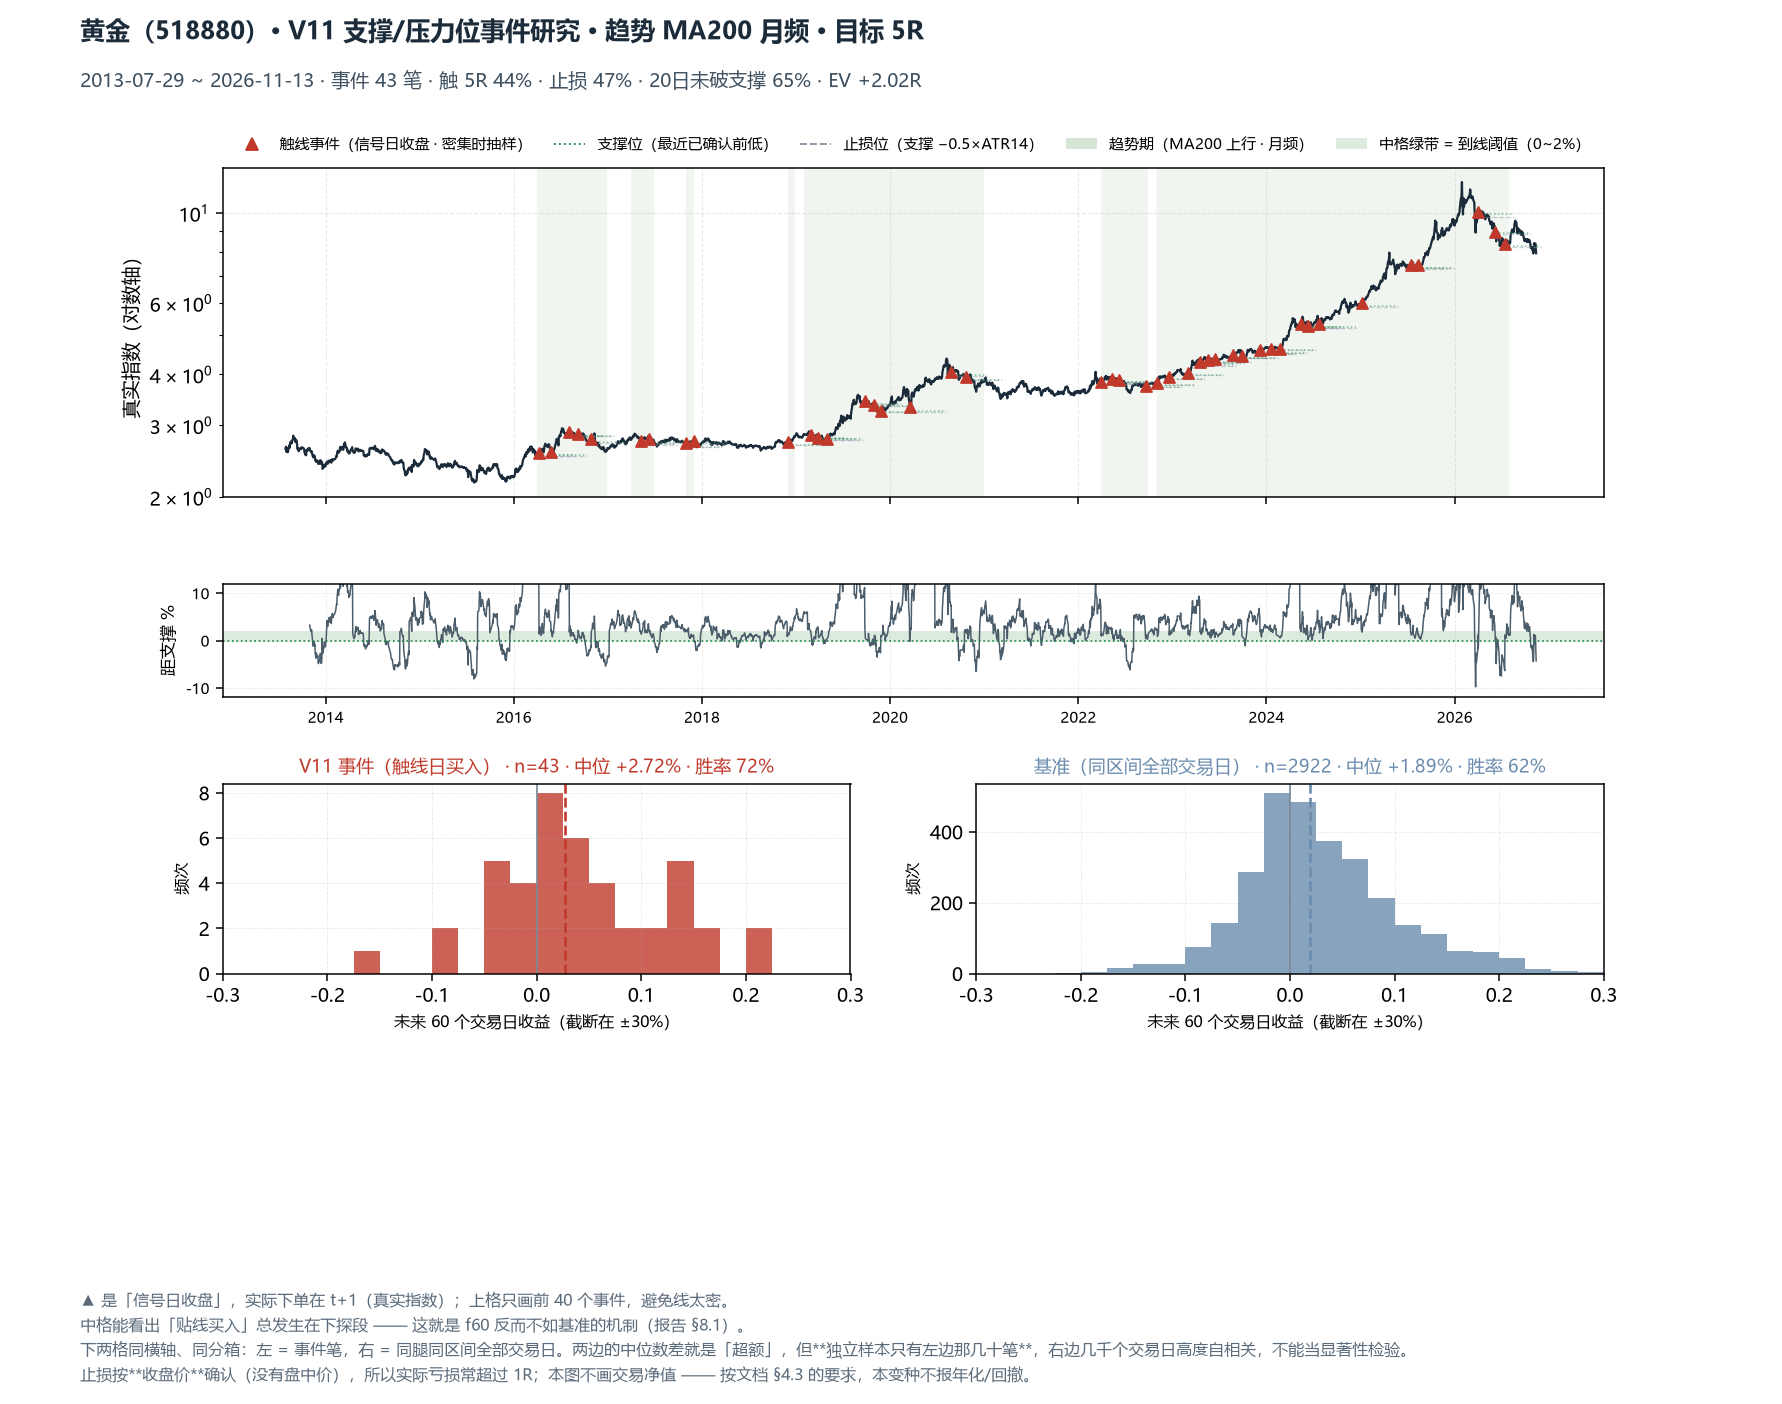 黄金（518880）• V11 支撑/压力位事件研究 • 趋势 MA200 月频 • 目标 5R
2013-07-29 ~ 2026-11-13 · 事件 43 笔 · 触 5R 44% · 止损 47% · 20日未破支撑 65% · EV +2.02R
触线事件（信号日收盘 · 密集时抽样）
支撑位（最近已确认前低）
止损位（支撑 −0.5×ATR14）
趋势期（MA200 上行 · 月频）
中格绿带 = 到线阈值（0~2%）
真实指数（对数轴）
10¹
6 × 10⁰
4 × 10⁰
3 × 10⁰
2 × 10⁰
距支撑 %
10
0
-10
2014 2016 2018 2020 2022 2024 2026
V11 事件（触线日买入）· n=43 · 中位 +2.72% · 胜率 72%
频次
8
6
4
2
0
-0.3 -0.2 -0.1 0.0 0.1 0.2 0.3
未来 60 个交易日收益（截断在 ±30%）
基准（同区间全部交易日）· n=2922 · 中位 +1.89% · 胜率 62%
频次
400
200
0
-0.3 -0.2 -0.1 0.0 0.1 0.2 0.3
未来 60 个交易日收益（截断在 ±30%）
▲ 是「信号日收盘」，实际下单在 t+1（真实指数）；上格只画前 40 个事件，避免线太密。
中格能看出「贴线买入」总发生在下探段 —— 这就是 f60 反而不如基准的机制（报告 §8.1）。
下两格同横轴、同分箱：左 = 事件笔，右 = 同腿同区间全部交易日。两边的中位数差就是「超额」，但**独立样本只有左边那几十笔**，右边几千个交易日高度自相关，不能当显著性检验。
止损按**收盘价**确认（没有盘中价），所以实际亏损常超过 1R；本图不画交易净值 —— 按文档 §4.3 的要求，本变种不报年化/回撤。